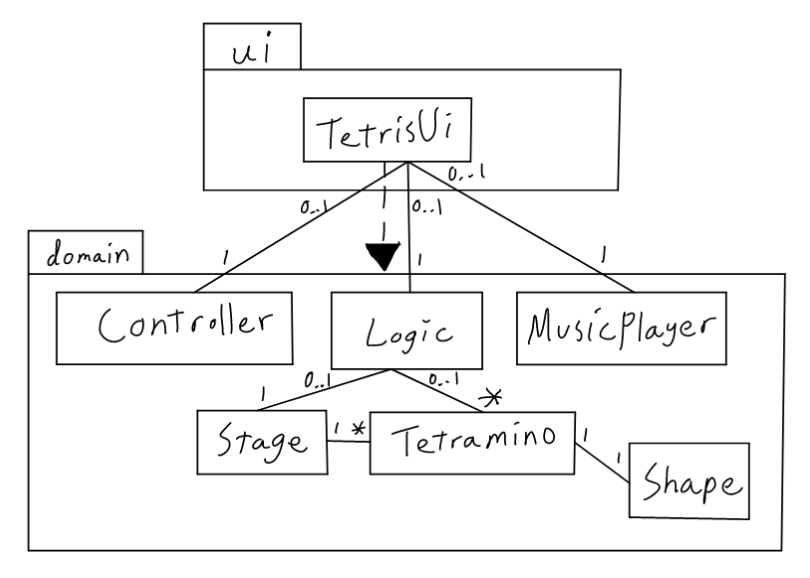 ui
TetrisUi
0..1
0..1
0..1
domain
1
1
1
Controller
Logic
MusicPlayer
0..1
0..1
1
*
Stage
1 *
Tetramino
1
1
Shape